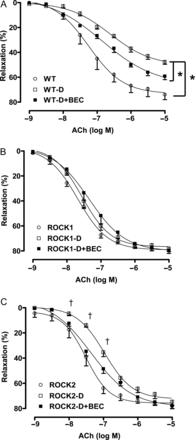 A
Relaxation (%)
0
20
40
60
80
WT
WT-D
WT-D+BEC
*
*
-9 -8 -7 -6 -5
ACh (log M)
B
Relaxation (%)
0
20
40
60
80
ROCK1
ROCK1-D
ROCK1-D+BEC
-9 -8 -7 -6 -5
ACh (log M)
C
Relaxation (%)
0
20
40
60
80
†
†
†
ROCK2
ROCK2-D
ROCK2-D+BEC
-9 -8 -7 -6 -5
ACh (log M)